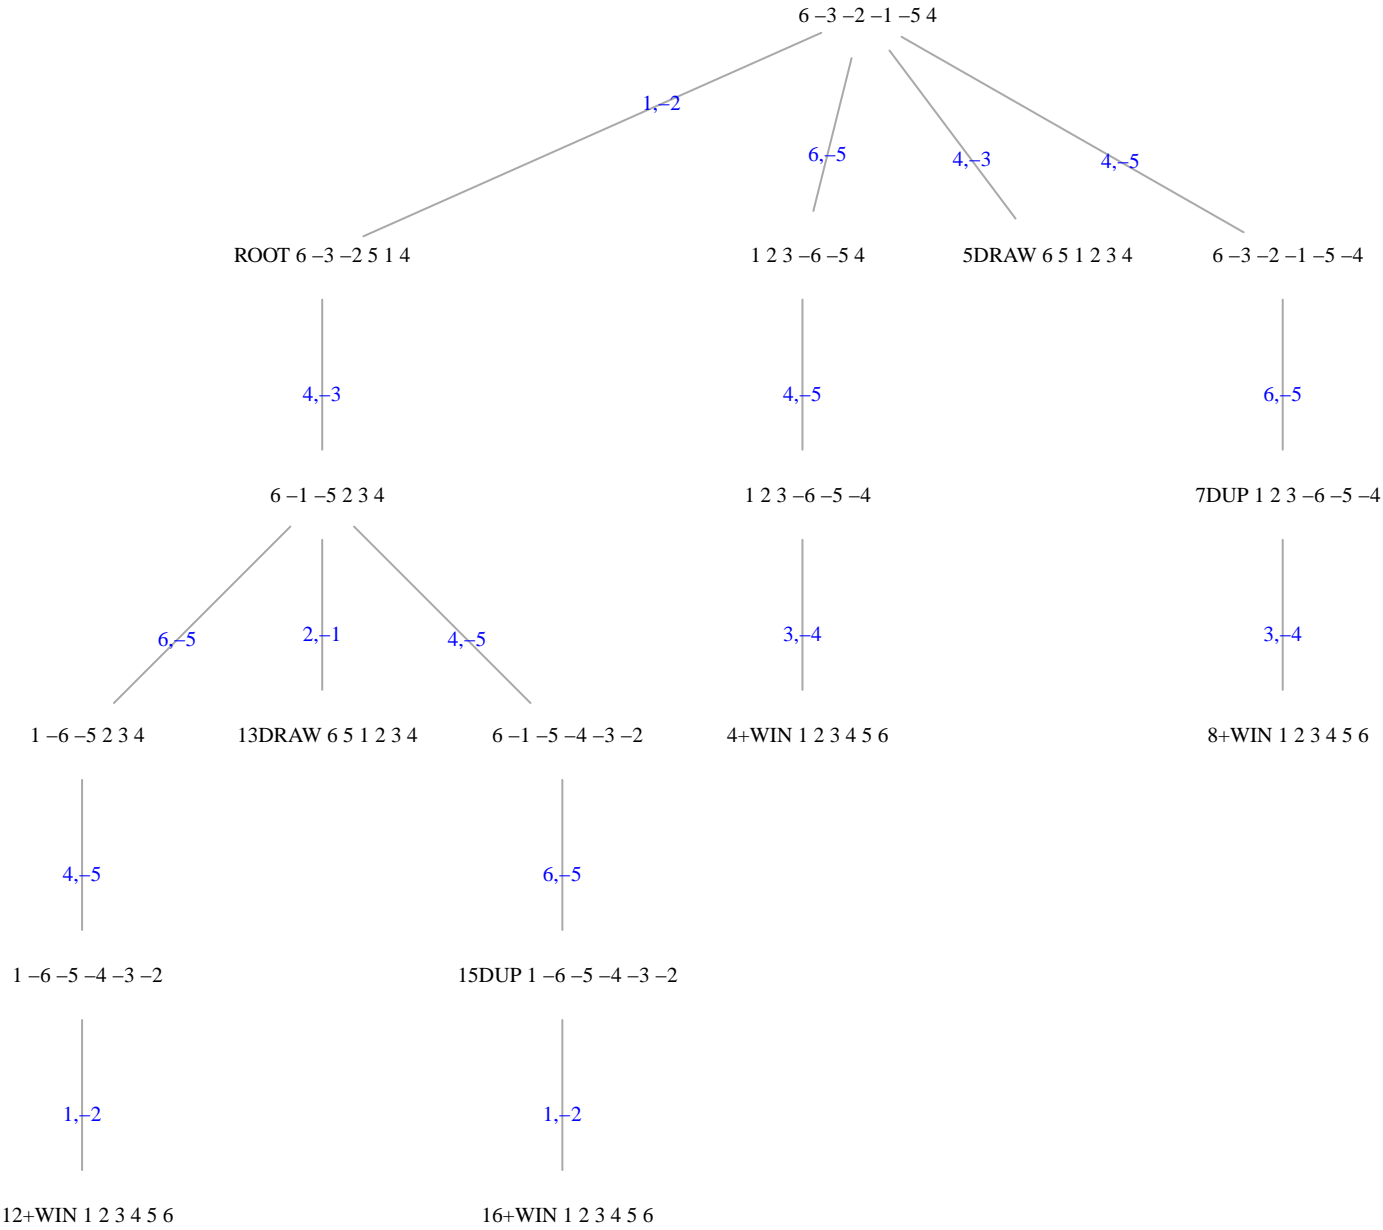 6 –3 –2 –1 –5 4
1,–2
6,–5
4,–3
4,–5
ROOT 6 –3 –2 5 1 4
1 2 3 –6 –5 4
5DRAW 6 5 1 2 3 4
6 –3 –2 –1 –5 –4
4,–3
4,–5
6,–5
6 –1 –5 2 3 4
1 2 3 –6 –5 –4
7DUP 1 2 3 –6 –5 –4
6,–5
2,–1
4,–5
3,–4
3,–4
1 –6 –5 2 3 4
13DRAW 6 5 1 2 3 4
6 –1 –5 –4 –3 –2
4+WIN 1 2 3 4 5 6
8+WIN 1 2 3 4 5 6
4,–5
6,–5
1 –6 –5 –4 –3 –2
15DUP 1 –6 –5 –4 –3 –2
1,–2
1,–2
12+WIN 1 2 3 4 5 6
16+WIN 1 2 3 4 5 6